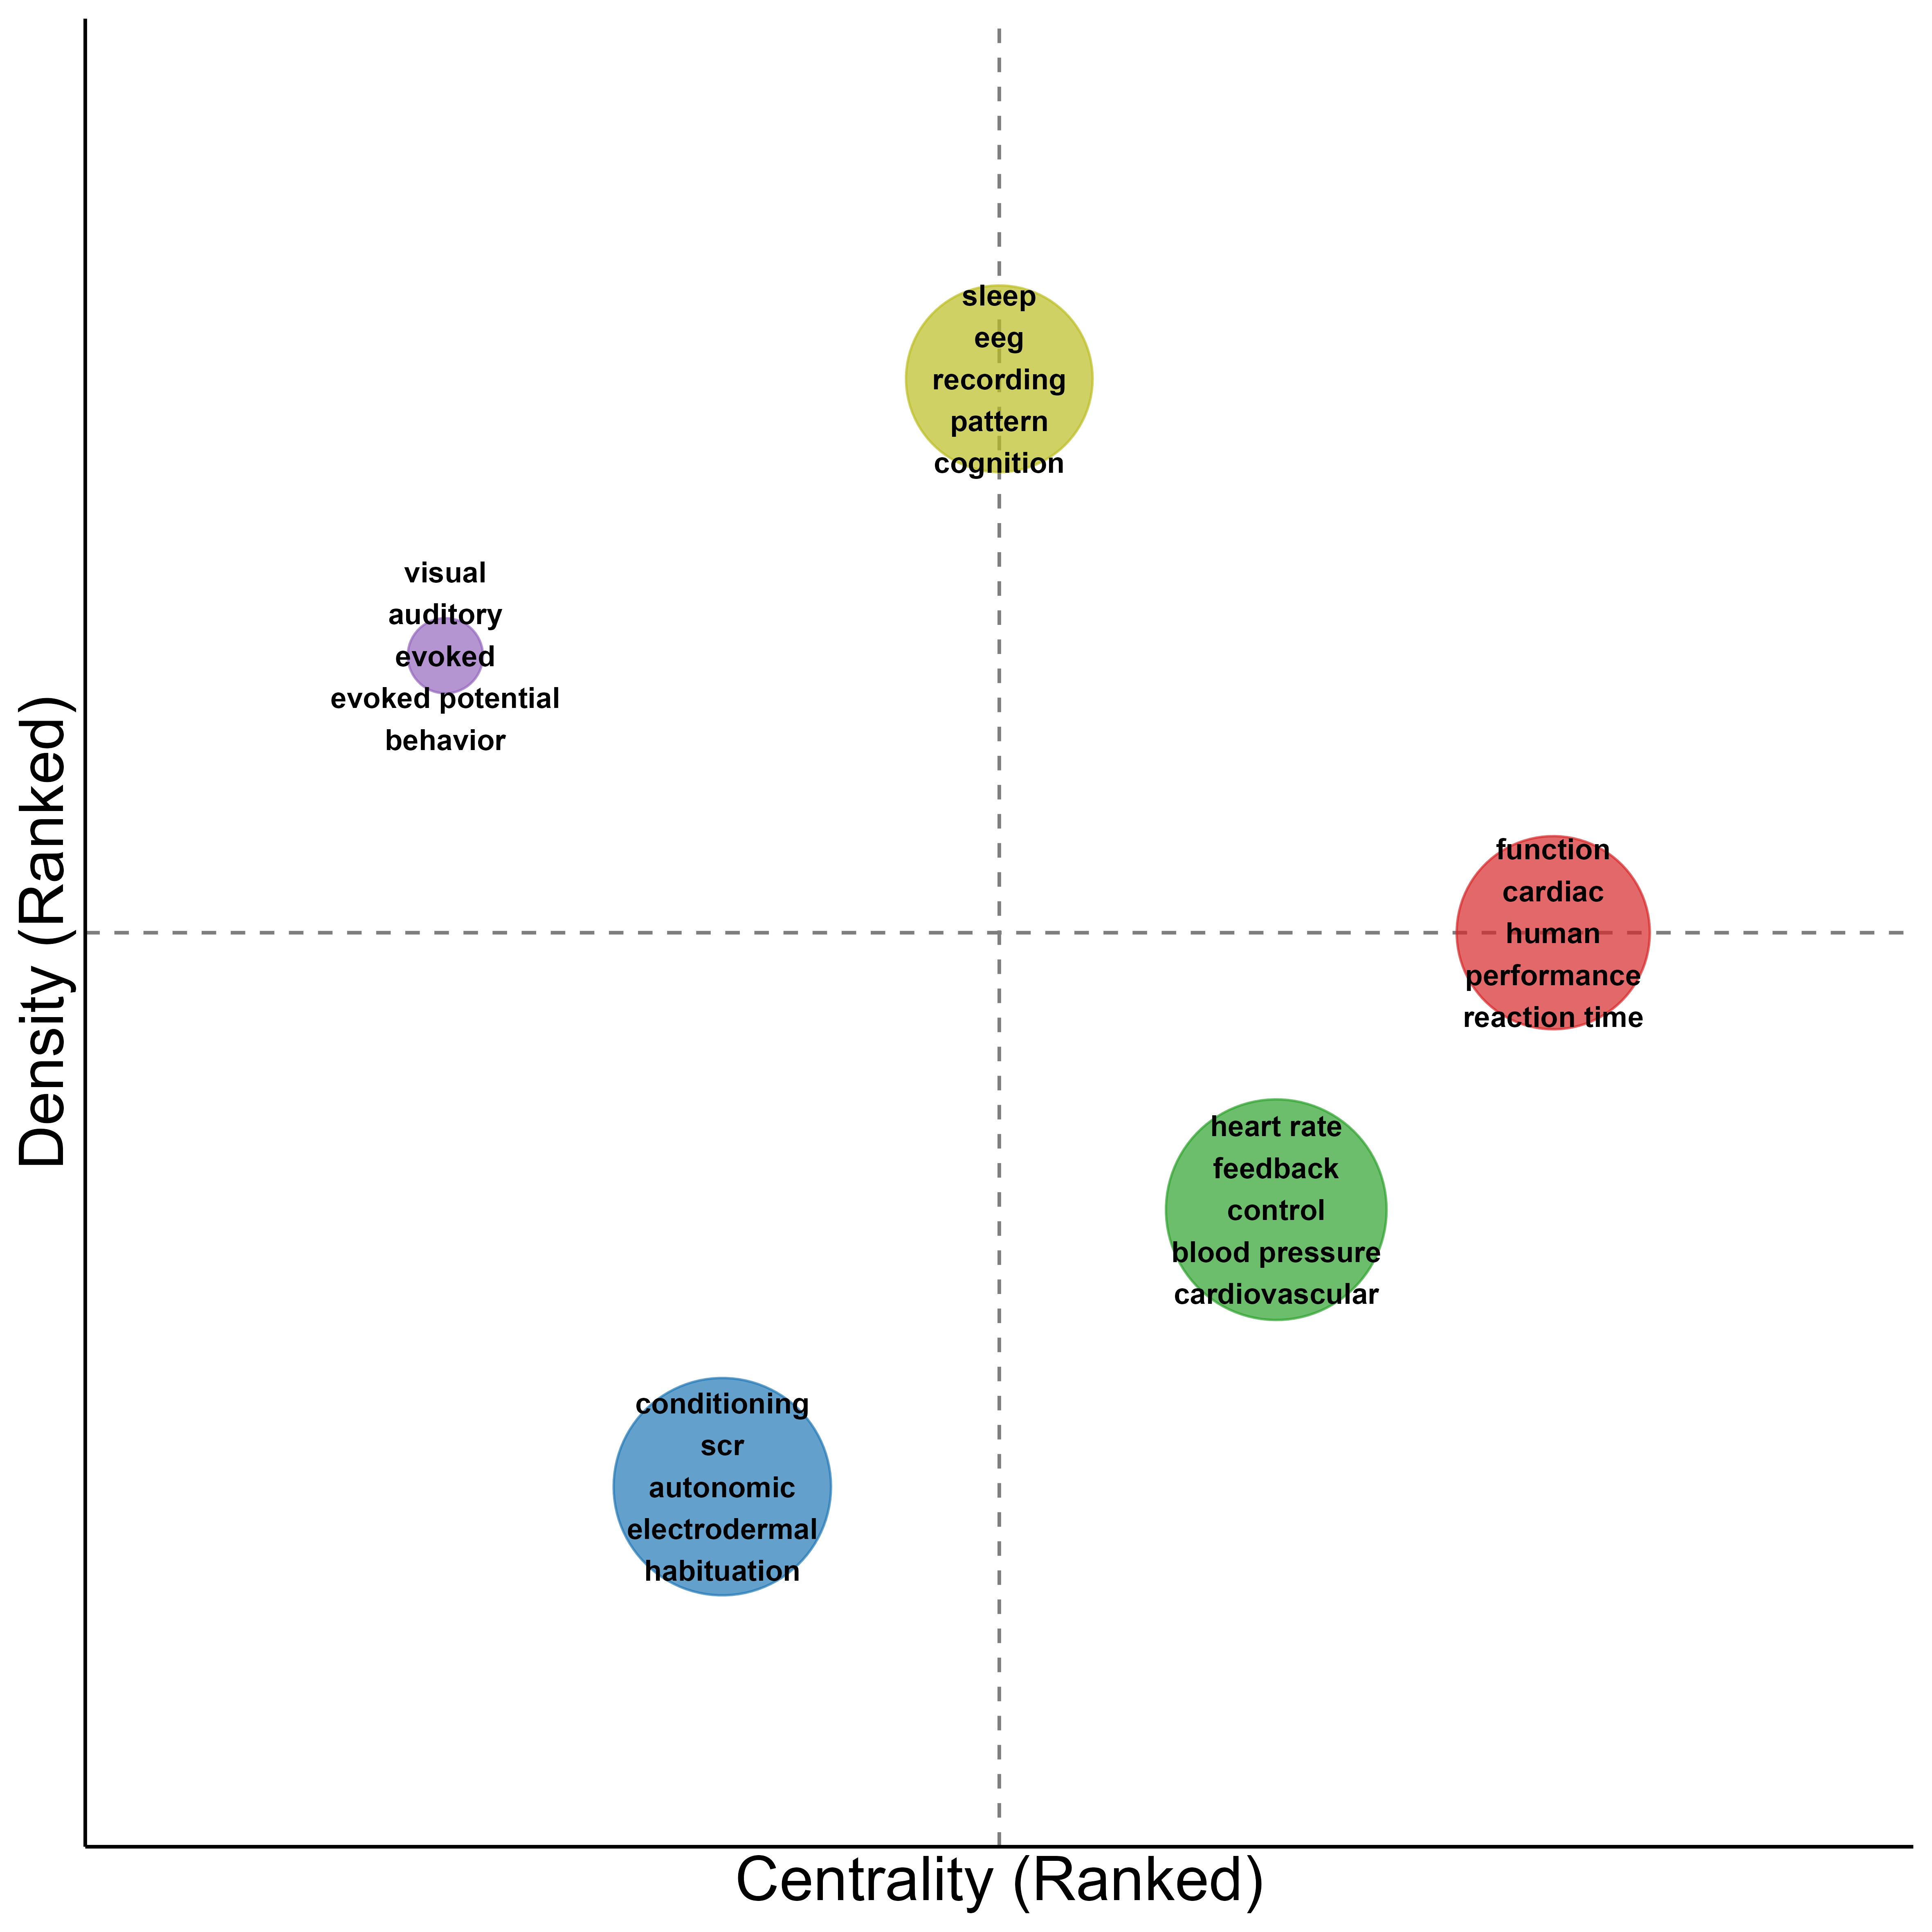 sleep
eeg
recording
pattern
cognition
visual
auditory
evoked
evoked potential
behavior
function
cardiac
human
performance
reaction time
heart rate
feedback
control
blood pressure
cardiovascular
conditioning
scr
autonomic
electrodermal
habituation
Density (Ranked)
Centrality (Ranked)